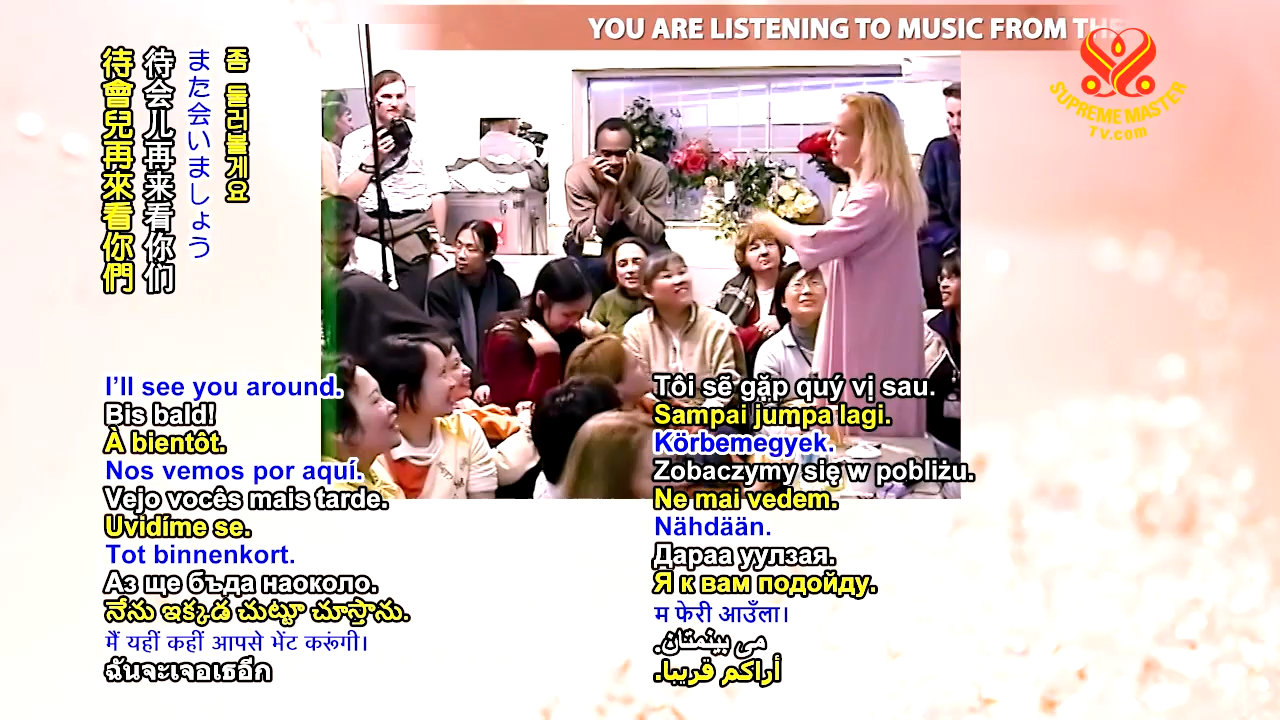 YOU ARE LISTENING TO MUSIC FROM THE
SUPREME MASTER
TV.com
좀 둘러볼게요
また会いましょう
待会儿再来看你们
待會兒再來看你們
I'll see you around.
Bis bald!
À bientôt.
Nos vemos por aquí.
Vejo vocês mais tarde.
Uvidíme se.
Tot binnenkort.
Аз ще бъда наоколо.
నేను ఇక్కడ చుట్టూ చూస్తాను.
मैं यहीं कहीं आपसे भेंट करूंगी।
ฉันจะเจอเธออีก
Tôi sẽ gặp quý vị sau.
Sampai jumpa lagi.
Körbemegyek.
Zobaczymy się w pobliżu.
Ne mai vedem.
Nähdään.
Дараа уулзая.
Я к вам подойду.
म फेरी आउँला।
می بینمتان.
أراكم قريبا.